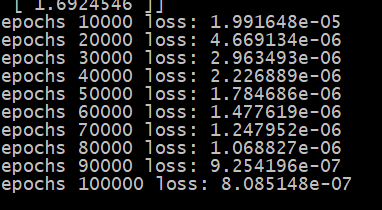 [ 1.6924546 ]]
epochs 10000 loss: 1.991648e-05
epochs 20000 loss: 4.669134e-06
epochs 30000 loss: 2.963493e-06
epochs 40000 loss: 2.226889e-06
epochs 50000 loss: 1.784686e-06
epochs 60000 loss: 1.477619e-06
epochs 70000 loss: 1.247952e-06
epochs 80000 loss: 1.068827e-06
epochs 90000 loss: 9.254196e-07
epochs 100000 loss: 8.085148e-07